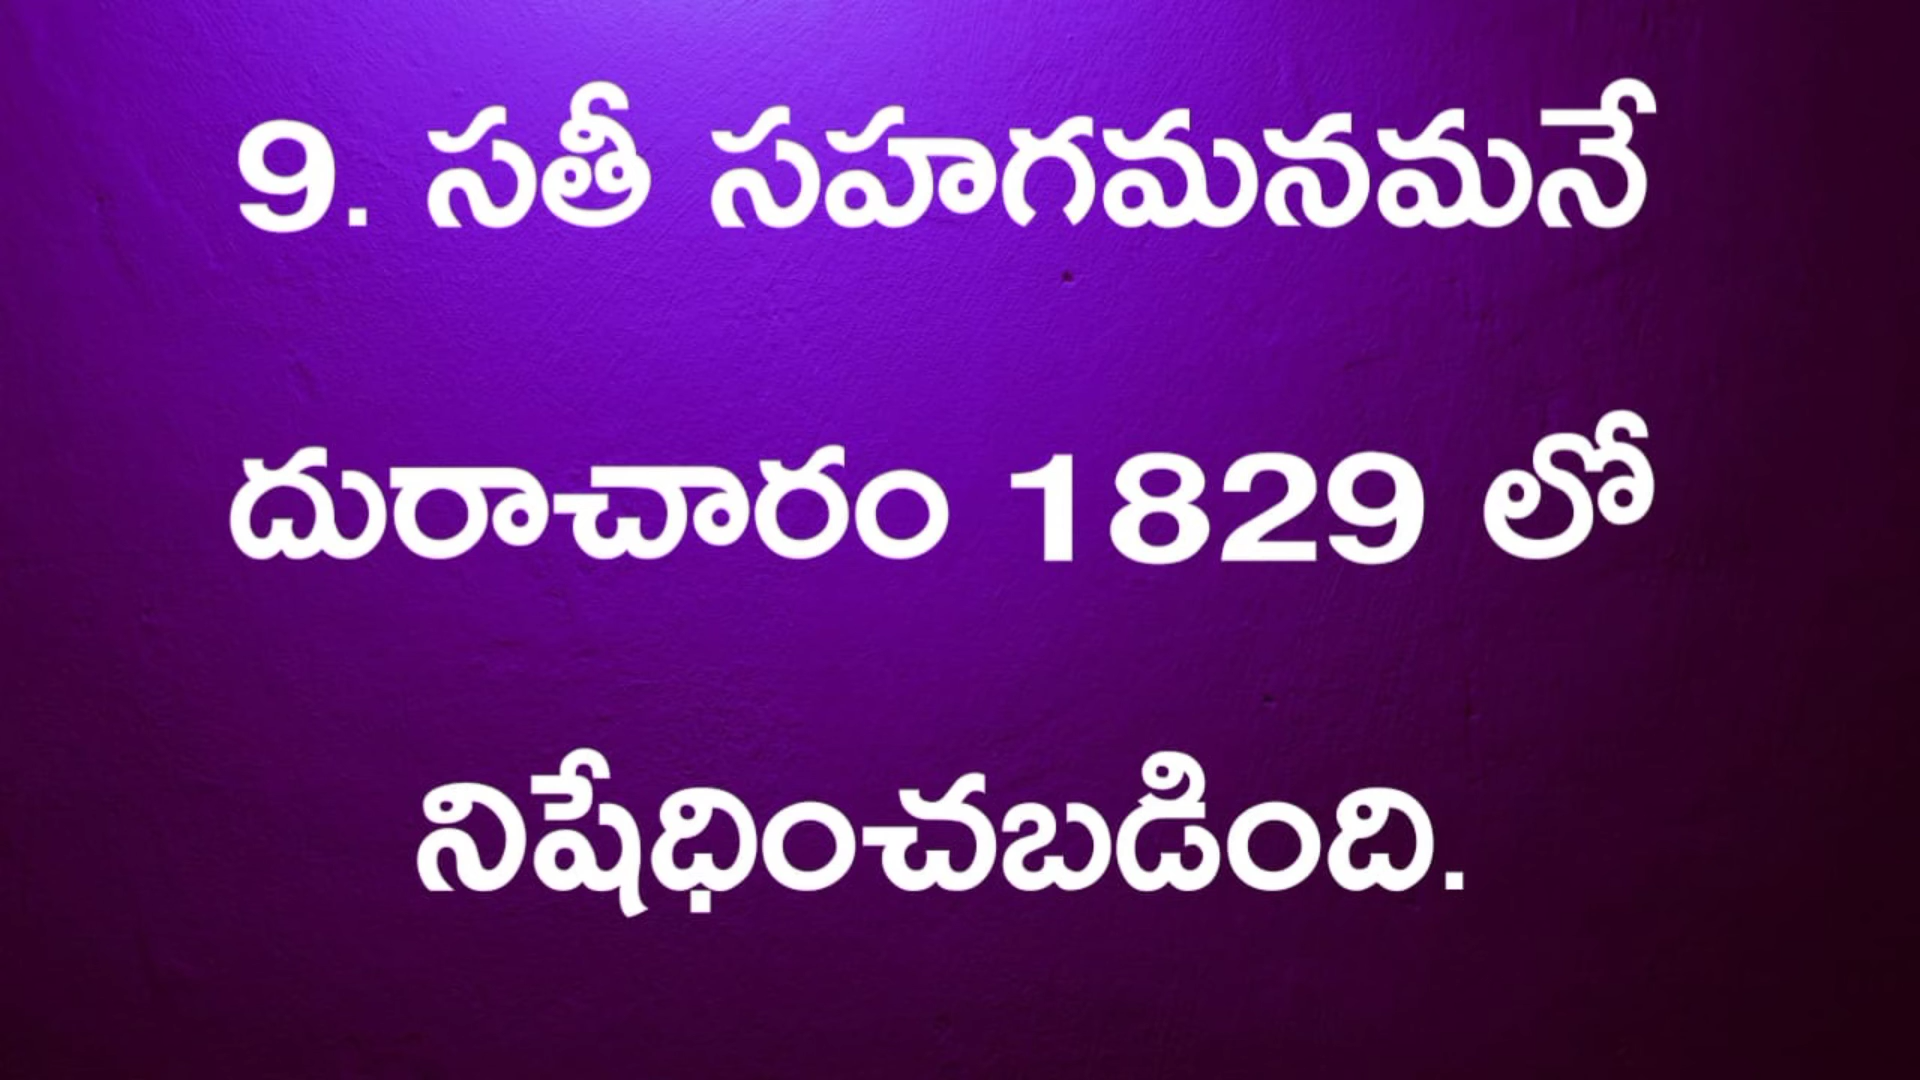 9. సతీ సహగమనమనే
దురాచారం 1829 లో
నిషేధించబడింది.